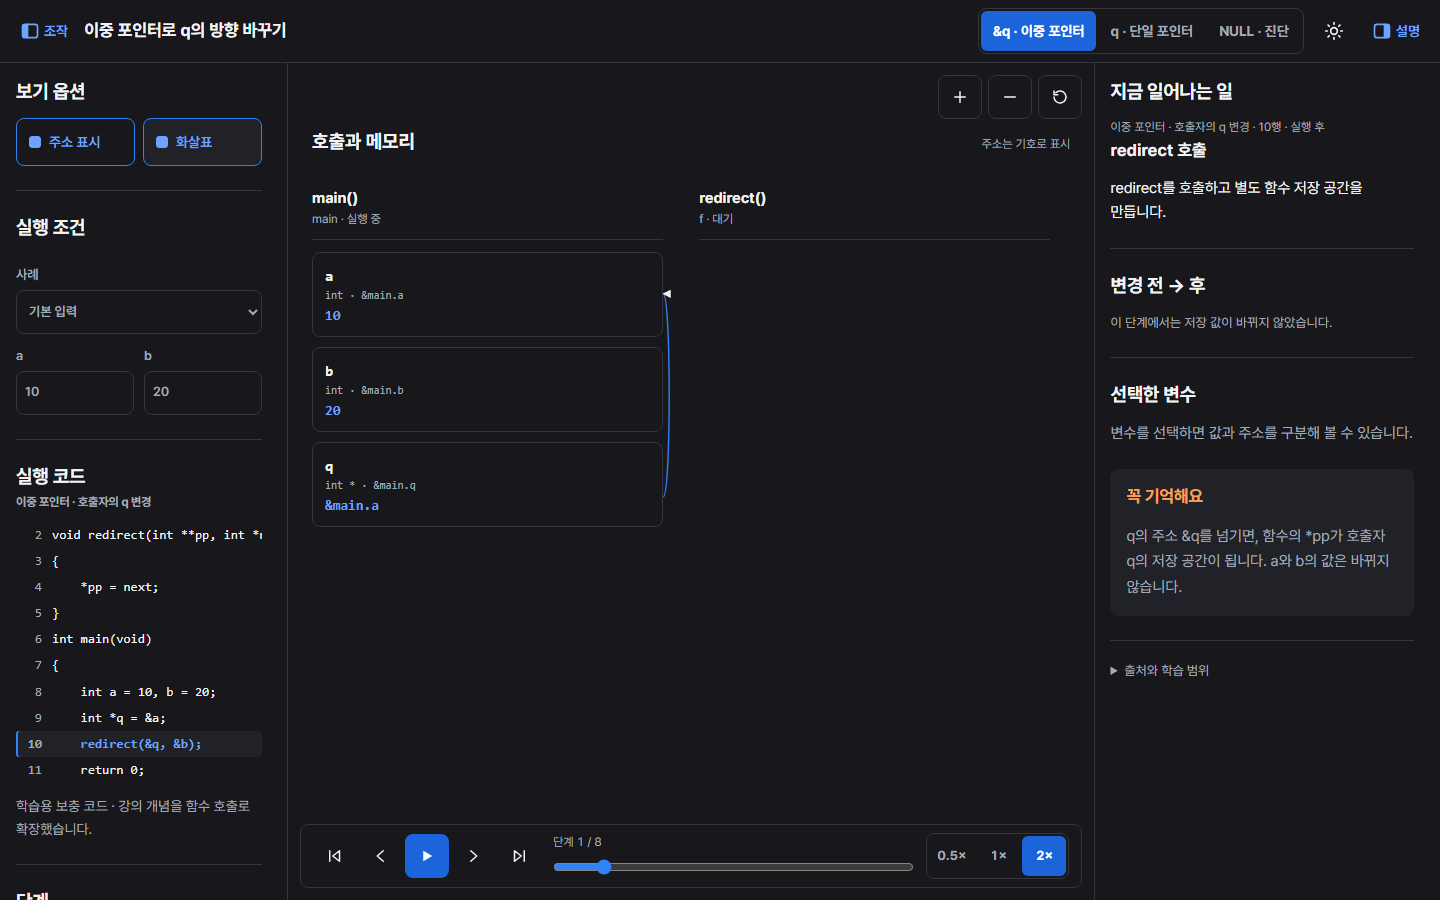 조작
이중 포인터로 q의 방향 바꾸기
&q · 이중 포인터
q · 단일 포인터
NULL · 진단
설명
보기 옵션
주소 표시
화살표
실행 조건
사례
기본 입력
a
b
10
20
실행 코드
이중 포인터 · 호출자의 q 변경
2 void redirect(int **pp, int *
3 {
4 *pp = next;
5 }
6 int main(void)
7 {
8 int a = 10, b = 20;
9 int *q = &a;
10 redirect(&q, &b);
11 return 0;
학습용 보충 코드 · 강의 개념을 함수 호출로
확장했습니다.
호출과 메모리
주소는 기호로 표시
main()
main · 실행 중
redirect()
f · 대기
a
int · &main.a
10
b
int · &main.b
20
q
int * · &main.q
&main.a
단계 1 / 8
0.5×
1×
2×
지금 일어나는 일
이중 포인터 · 호출자의 q 변경 · 10행 · 실행 후
redirect 호출
redirect를 호출하고 별도 함수 저장 공간을
만듭니다.
변경 전 → 후
이 단계에서는 저장 값이 바뀌지 않았습니다.
선택한 변수
변수를 선택하면 값과 주소를 구분해 볼 수 있습니다.
꼭 기억해요
q의 주소 &q를 넘기면, 함수의 *pp가 호출자
q의 저장 공간이 됩니다. a와 b의 값은 바뀌지
않습니다.
출처와 학습 범위